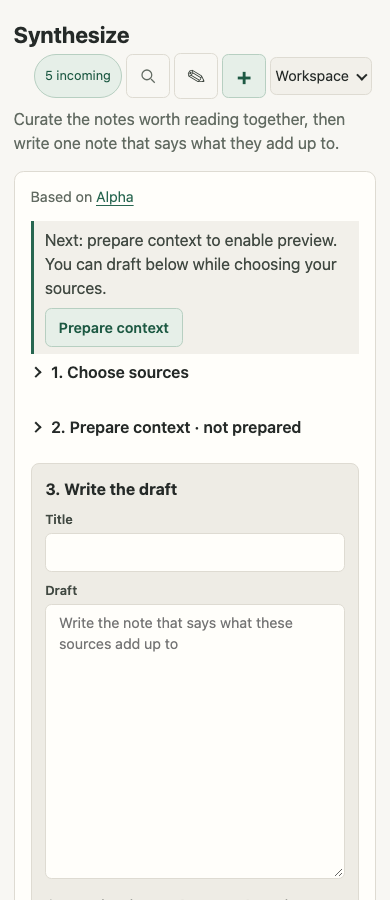 Synthesize
5 incoming
Workspace
Curate the notes worth reading together, then
write one note that says what they add up to.
Based on Alpha
Next: prepare context to enable preview.
You can draft below while choosing your
sources.
Prepare context
1. Choose sources
2. Prepare context · not prepared
3. Write the draft
Title
Draft
Write the note that says what these
sources add up to